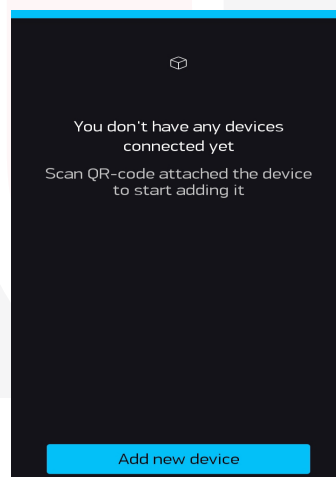 You don't have any devices
connected yet
Scan QR-code attached the device
to start adding it
Add new device